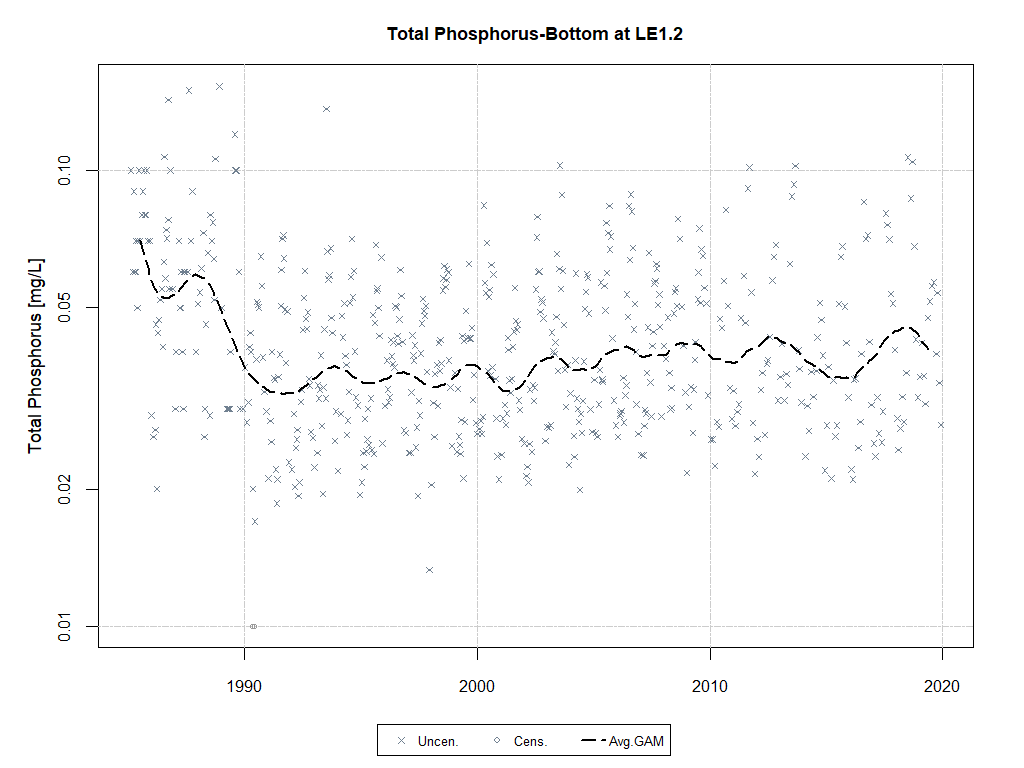 Total Phosphorus-Bottom at LE1.2
Total Phosphorus [mg/L]
0.10
0.05
0.02
0.01
1990
2000
2010
2020
Uncen.
Cens.
Avg.GAM